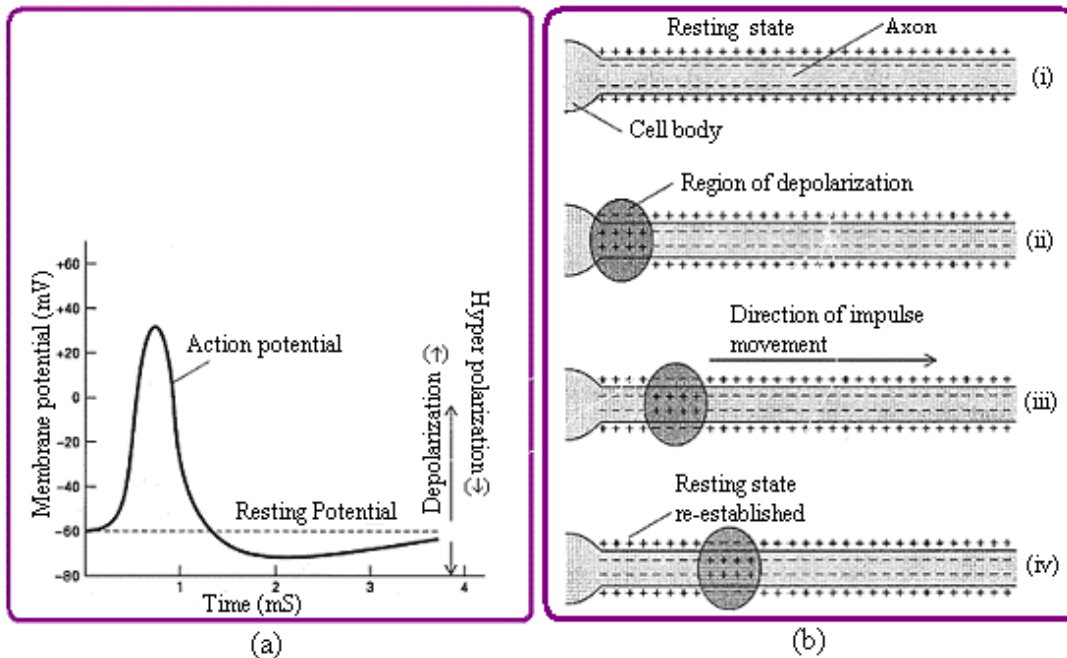 +60
+40
+20
0
-20
-40
-60
-80
Membrane potential (mV)
Action potential
Resting Potential
Depolarization (↑)
Hyper polarization
(↓)
1
2
3
4
Time (mS)
(a)
Resting state
Axon
(i)
Cell body
Region of depolarization
(ii)
Direction of impulse
movement
(iii)
Resting state
re-established
(iv)
(b)